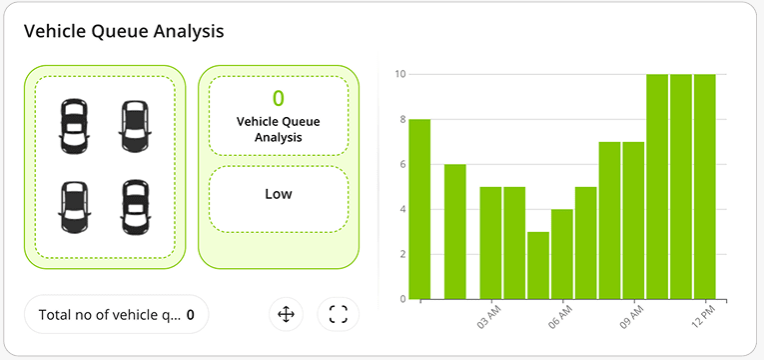 Vehicle Queue Analysis
0
Vehicle Queue
Analysis
Low
Total no of vehicle q... 0
10
8
6
4
2
0
03 AM
06 AM
09 AM
12 PM